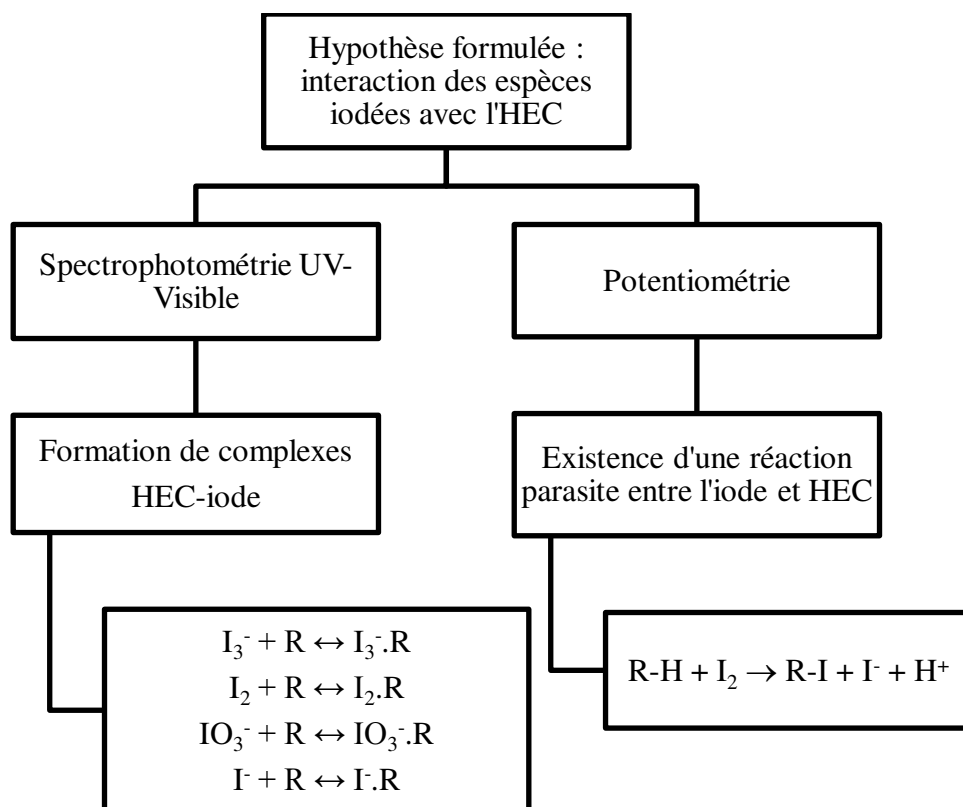 Hypothèse formulée :
interaction des espèces
iodées avec l'HEC
Spectrophotométrie UV-
Visible
Potentiométrie
Formation de complexes
HEC-iode
Existence d'une réaction
parasite entre l'iode et HEC
I₃⁻ + R ↔ I₃⁻.R
I₂ + R ↔ I₂.R
IO₃⁻ + R ↔ IO₃⁻.R
I⁻ + R ↔ I⁻.R
R-H + I₂ → R-I + I⁻ + H⁺